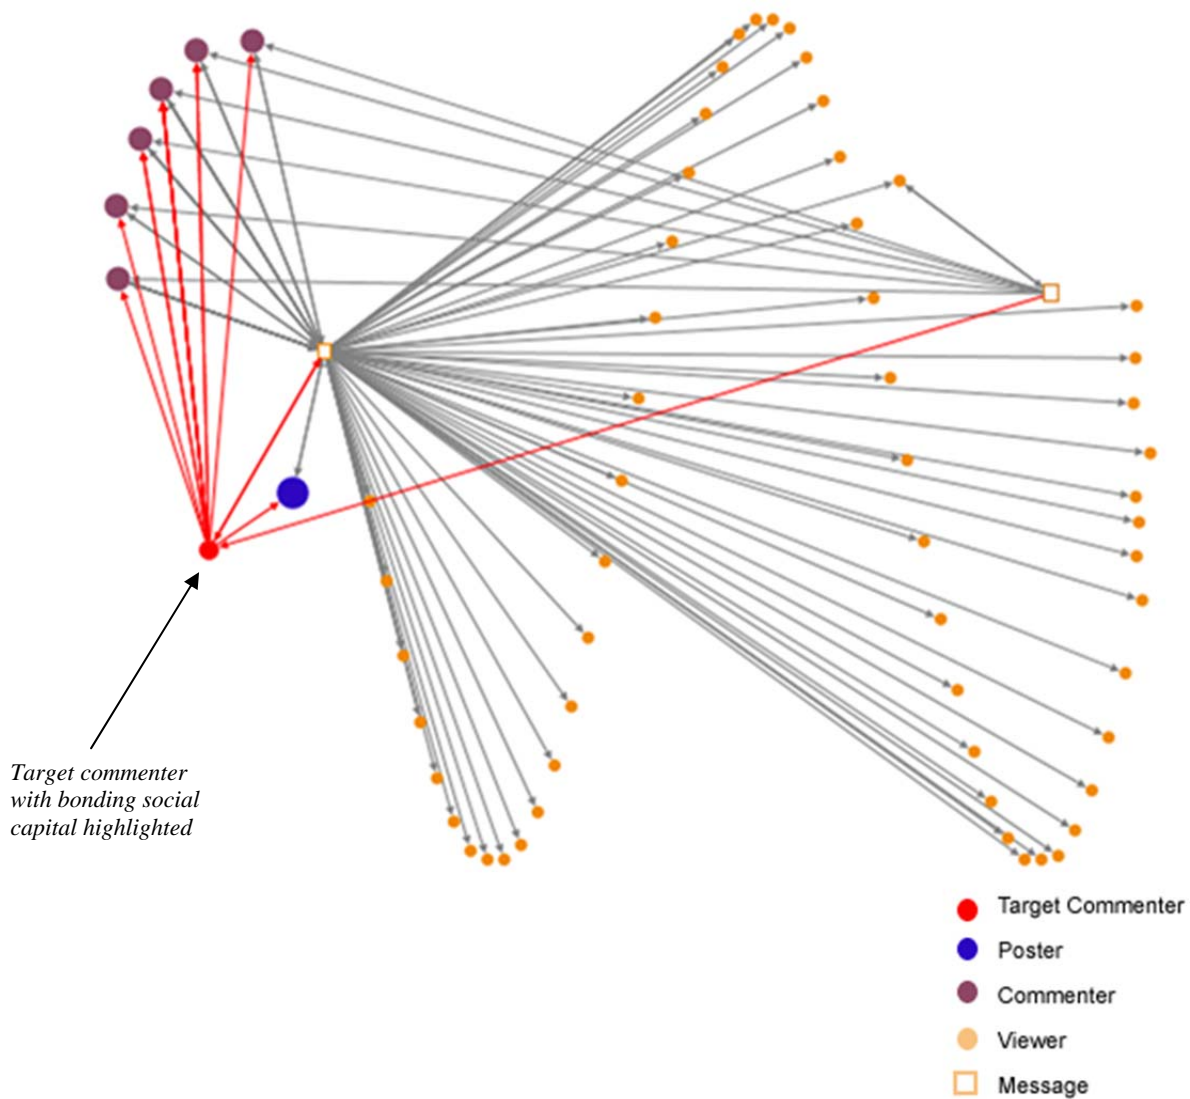 Target commenter
with bonding social
capital highlighted
Target Commenter
Poster
Commenter
Viewer
Message